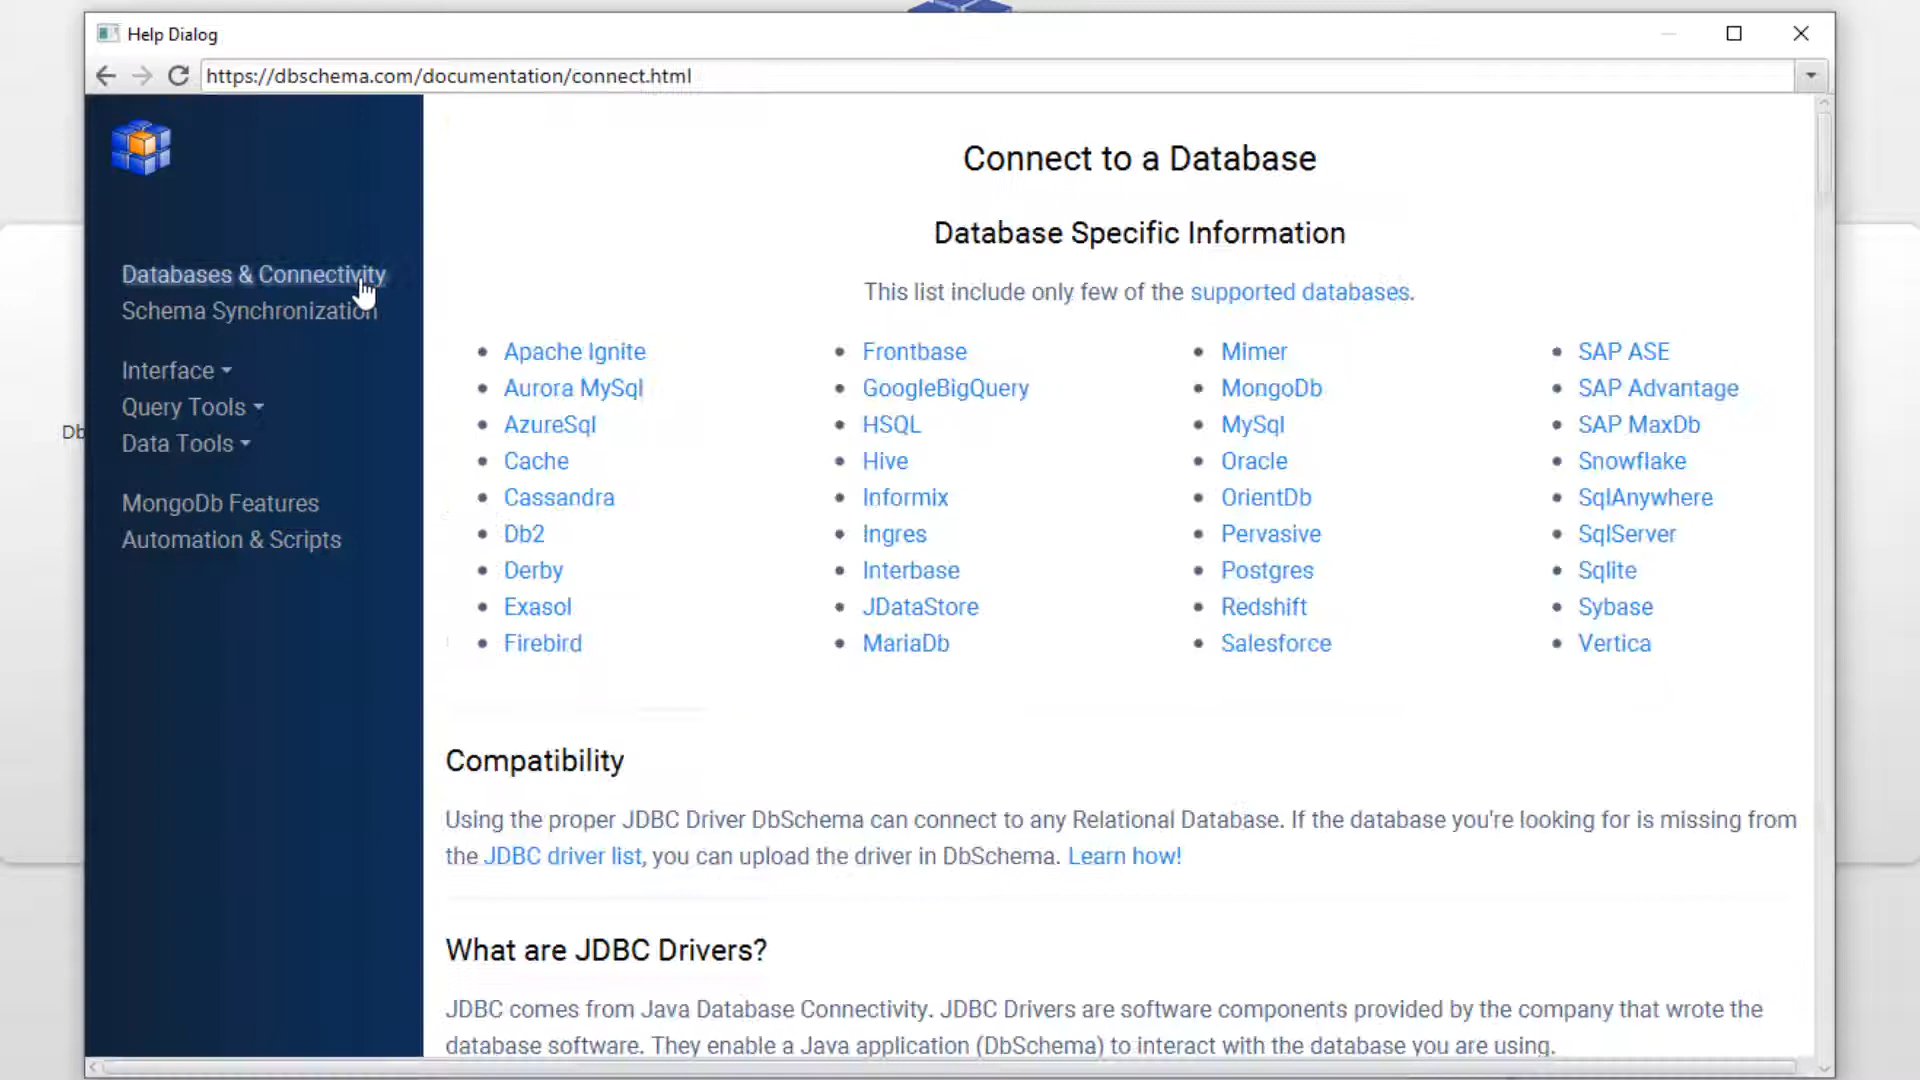 Help Dialog
https://dbschema.com/documentation/connect.html
Databases & Connectivity
Schema Synchronization
Interface
Query Tools
Data Tools
MongoDb Features
Automation & Scripts
Db
Connect to a Database
Database Specific Information
This list include only few of the supported databases.
Apache Ignite
Aurora MySql
AzureSql
Cache
Cassandra
Db2
Derby
Exasol
Firebird
Frontbase
GoogleBigQuery
HSQL
Hive
Informix
Ingres
Interbase
JDataStore
MariaDb
Mimer
MongoDb
MySql
Oracle
OrientDb
Pervasive
Postgres
Redshift
Salesforce
SAP ASE
SAP Advantage
SAP MaxDb
Snowflake
SqlAnywhere
SqlServer
Sqlite
Sybase
Vertica
Compatibility
Using the proper JDBC Driver DbSchema can connect to any Relational Database. If the database you're looking for is missing from
the JDBC driver list, you can upload the driver in DbSchema. Learn how!
What are JDBC Drivers?
JDBC comes from Java Database Connectivity. JDBC Drivers are software components provided by the company that wrote the
database software. They enable a Java application (DbSchema) to interact with the database you are using.